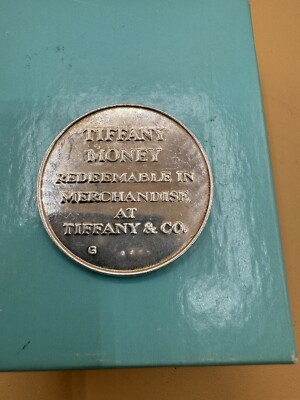 TIFFANY
MONEY
REDEEMABLE IN
MERCHANDISE
AT
TIFFANY & CO.
G